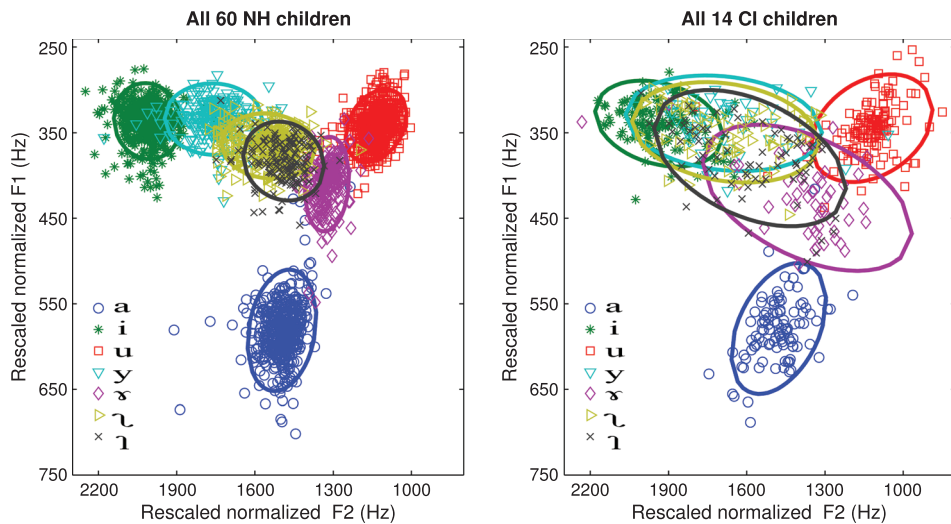 All 60 NH children
All 14 CI children
Rescaled normalized F1 (Hz)
250
350
450
550
650
750
a
i
u
y
ɤ
ʅ
ɿ
2200
1900
1600
1300
1000
Rescaled normalized F2 (Hz)
Rescaled normalized F1 (Hz)
250
350
450
550
650
750
a
i
u
y
ɤ
ʅ
ɿ
2200
1900
1600
1300
1000
Rescaled normalized F2 (Hz)